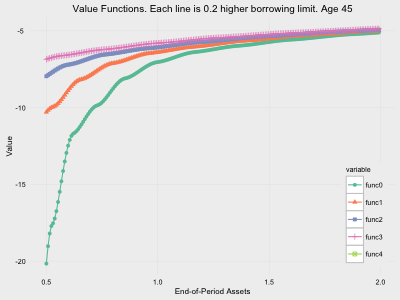 Value Functions. Each line is 0.2 higher borrowing limit. Age 45
-5
-10
-15
-20
Value
0.5
1.0
1.5
2.0
End-of-Period Assets
variable
func0
func1
func2
func3
func4